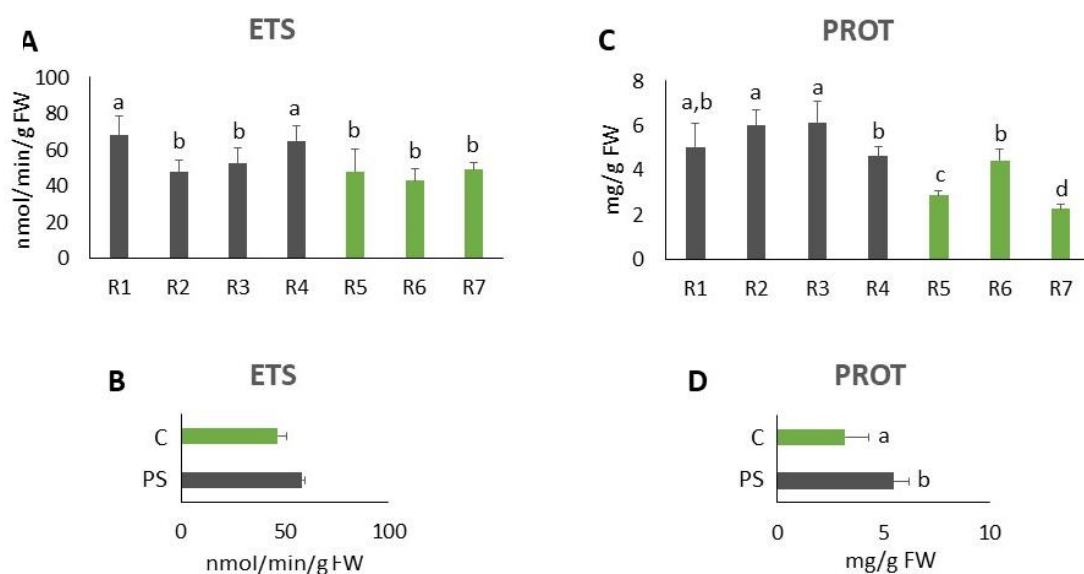 A
ETS
nmol/min/g FW
100
80
60
40
20
0
a
b
b
a
b
b
b
R1 R2 R3 R4 R5 R6 R7
C
PROT
mg/g FW
8
6
4
2
0
a,b
a
a
b
c
b
d
R1 R2 R3 R4 R5 R6 R7
B
ETS
C
PS
0 50 100
nmol/min/g FW
D
PROT
C a
PS b
0 5 10
mg/g FW